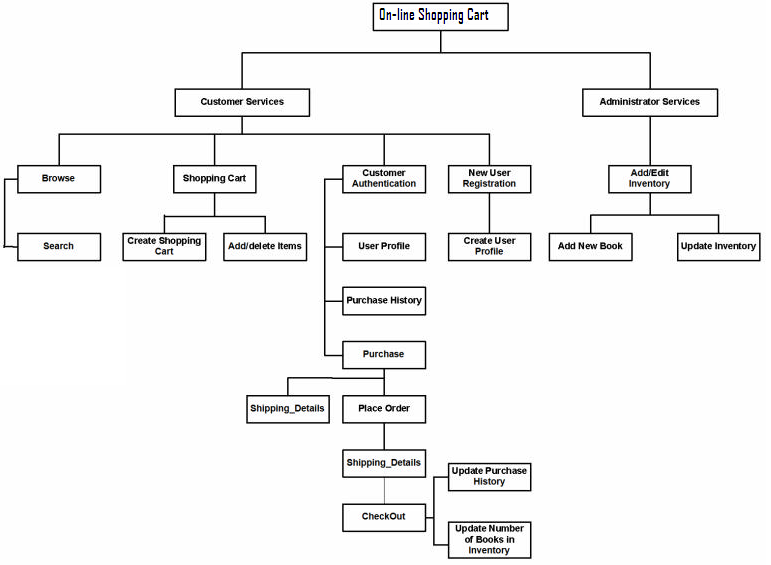 On-line Shopping Cart
Customer Services
Administrator Services
Browse
Shopping Cart
Customer
Authentication
New User
Registration
Add/Edit
Inventory
Search
Create Shopping
Cart
Add/delete Items
User Profile
Create User
Profile
Add New Book
Update Inventory
Purchase History
Purchase
Shipping_Details
Place Order
Shipping_Details
Update Purchase
History
CheckOut
Update Number
of Books in
Inventory